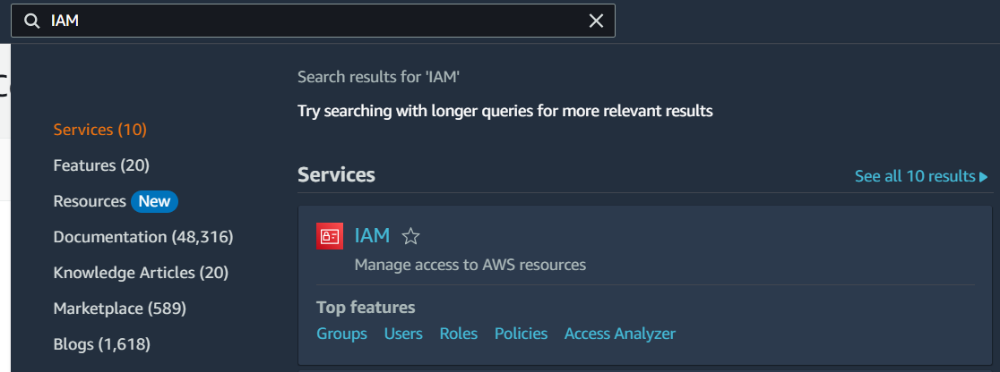 IAM
Search results for 'IAM'
Try searching with longer queries for more relevant results
Services (10)
Features (20)
Resources New
Documentation (48,316)
Knowledge Articles (20)
Marketplace (589)
Blogs (1,618)
Services
See all 10 results
IAM
Manage access to AWS resources
Top features
Groups Users Roles Policies Access Analyzer